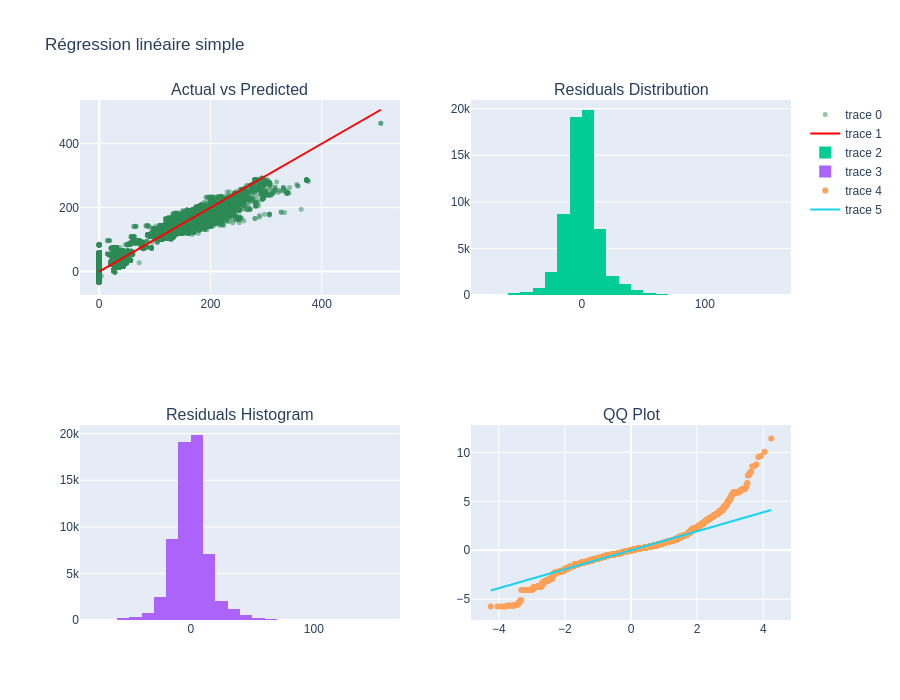 Régression linéaire simple
Actual vs Predicted
Residuals Distribution
400
200
0
0
200
400
20k
15k
10k
5k
0
0
100
trace 0
trace 1
trace 2
trace 3
trace 4
trace 5
Residuals Histogram
QQ Plot
20k
15k
10k
5k
0
0
100
10
5
0
−5
−4
−2
0
2
4